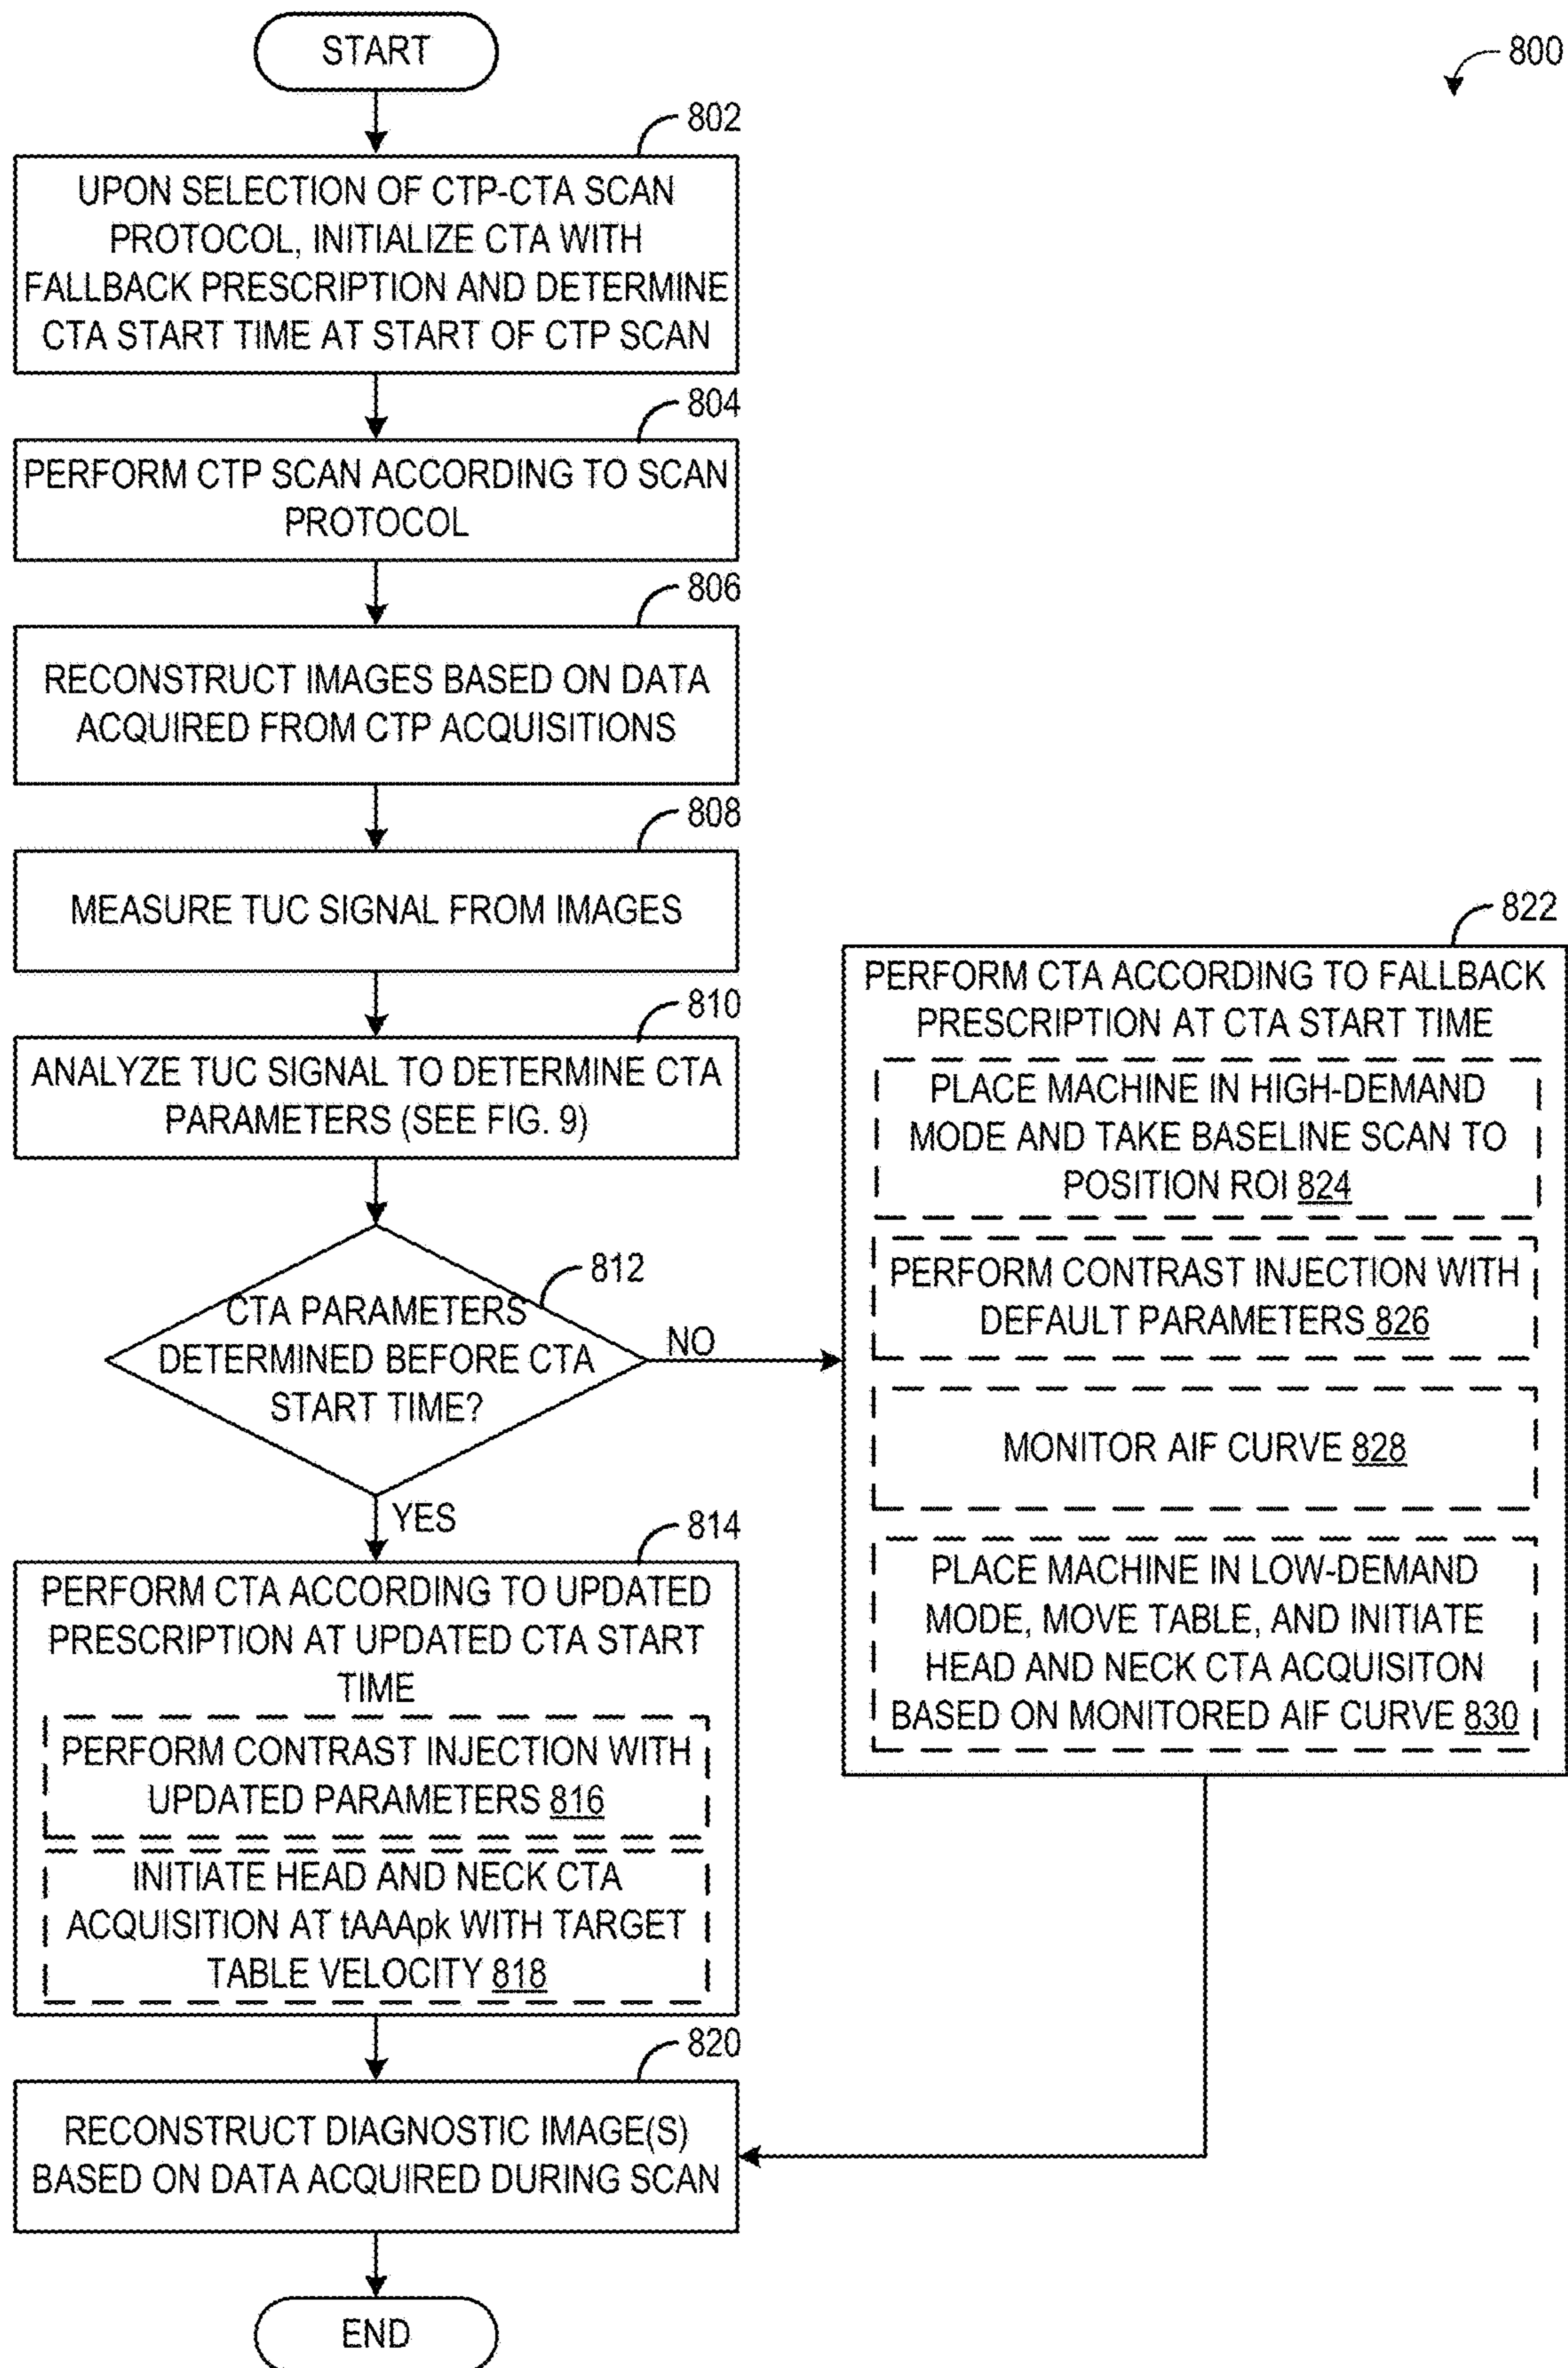 START
800
802
UPON SELECTION OF CTP-CTA SCAN
PROTOCOL, INITIALIZE CTA WITH
FALLBACK PRESCRIPTION AND DETERMINE
CTA START TIME AT START OF CTP SCAN
804
PERFORM CTP SCAN ACCORDING TO SCAN
PROTOCOL
806
RECONSTRUCT IMAGES BASED ON DATA
ACQUIRED FROM CTP ACQUISITIONS
808
MEASURE TUC SIGNAL FROM IMAGES
810
ANALYZE TUC SIGNAL TO DETERMINE CTA
PARAMETERS (SEE FIG. 9)
812
CTA PARAMETERS
DETERMINED BEFORE CTA
START TIME?
NO
YES
814
PERFORM CTA ACCORDING TO UPDATED
PRESCRIPTION AT UPDATED CTA START
TIME
PERFORM CONTRAST INJECTION WITH
UPDATED PARAMETERS 816
INITIATE HEAD AND NECK CTA
ACQUISITION AT tAAApk WITH TARGET
TABLE VELOCITY 818
822
PERFORM CTA ACCORDING TO FALLBACK
PRESCRIPTION AT CTA START TIME
PLACE MACHINE IN HIGH-DEMAND
MODE AND TAKE BASELINE SCAN TO
POSITION ROI 824
PERFORM CONTRAST INJECTION WITH
DEFAULT PARAMETERS 826
MONITOR AIF CURVE 828
PLACE MACHINE IN LOW-DEMAND
MODE, MOVE TABLE, AND INITIATE
HEAD AND NECK CTA ACQUISITON
BASED ON MONITORED AIF CURVE 830
820
RECONSTRUCT DIAGNOSTIC IMAGE(S)
BASED ON DATA ACQUIRED DURING SCAN
END